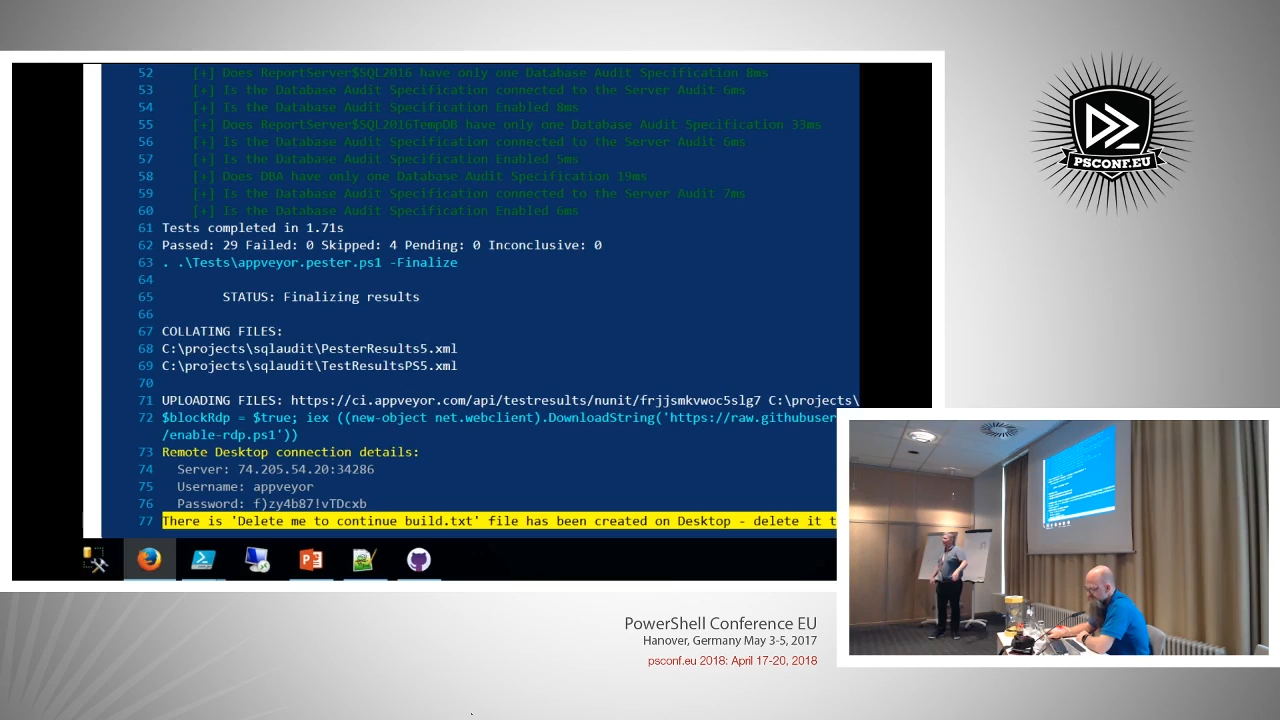 52 [+] Does ReportServer$SQL2016 have only one Database Audit Specification 8ms
53 [+] Is the Database Audit Specification connected to the Server Audit 6ms
54 [+] Is the Database Audit Specification Enabled 8ms
55 [+] Does ReportServer$SQL2016TempDB have only one Database Audit Specification 33ms
56 [+] Is the Database Audit Specification connected to the Server Audit 6ms
57 [+] Is the Database Audit Specification Enabled 5ms
58 [+] Does DBA have only one Database Audit Specification 19ms
59 [+] Is the Database Audit Specification connected to the Server Audit 7ms
60 [+] Is the Database Audit Specification Enabled 6ms
61 Tests completed in 1.71s
62 Passed: 29 Failed: 0 Skipped: 4 Pending: 0 Inconclusive: 0
63 . .\Tests\appveyor.pester.ps1 -Finalize
64
65 STATUS: Finalizing results
66
67 COLLATING FILES:
68 C:\projects\sqlaudit\PesterResults5.xml
69 C:\projects\sqlaudit\TestResultsPS5.xml
70
71 UPLOADING FILES: https://ci.appveyor.com/api/testresults/nunit/frjjsmkvwoc5slg7 C:\projects\
72 $blockRdp = $true; iex ((new-object net.webclient).DownloadString('https://raw.githubuser
/enable-rdp.ps1'))
73 Remote Desktop connection details:
74 Server: 74.205.54.20:34286
75 Username: appveyor
76 Password: f)zy4b87!vTDcxb
77 There is 'Delete me to continue build.txt' file has been created on Desktop - delete it t
PSCONF.EU
PowerShell Conference EU
Hanover, Germany May 3-5, 2017
psconf.eu 2018: April 17-20, 2018